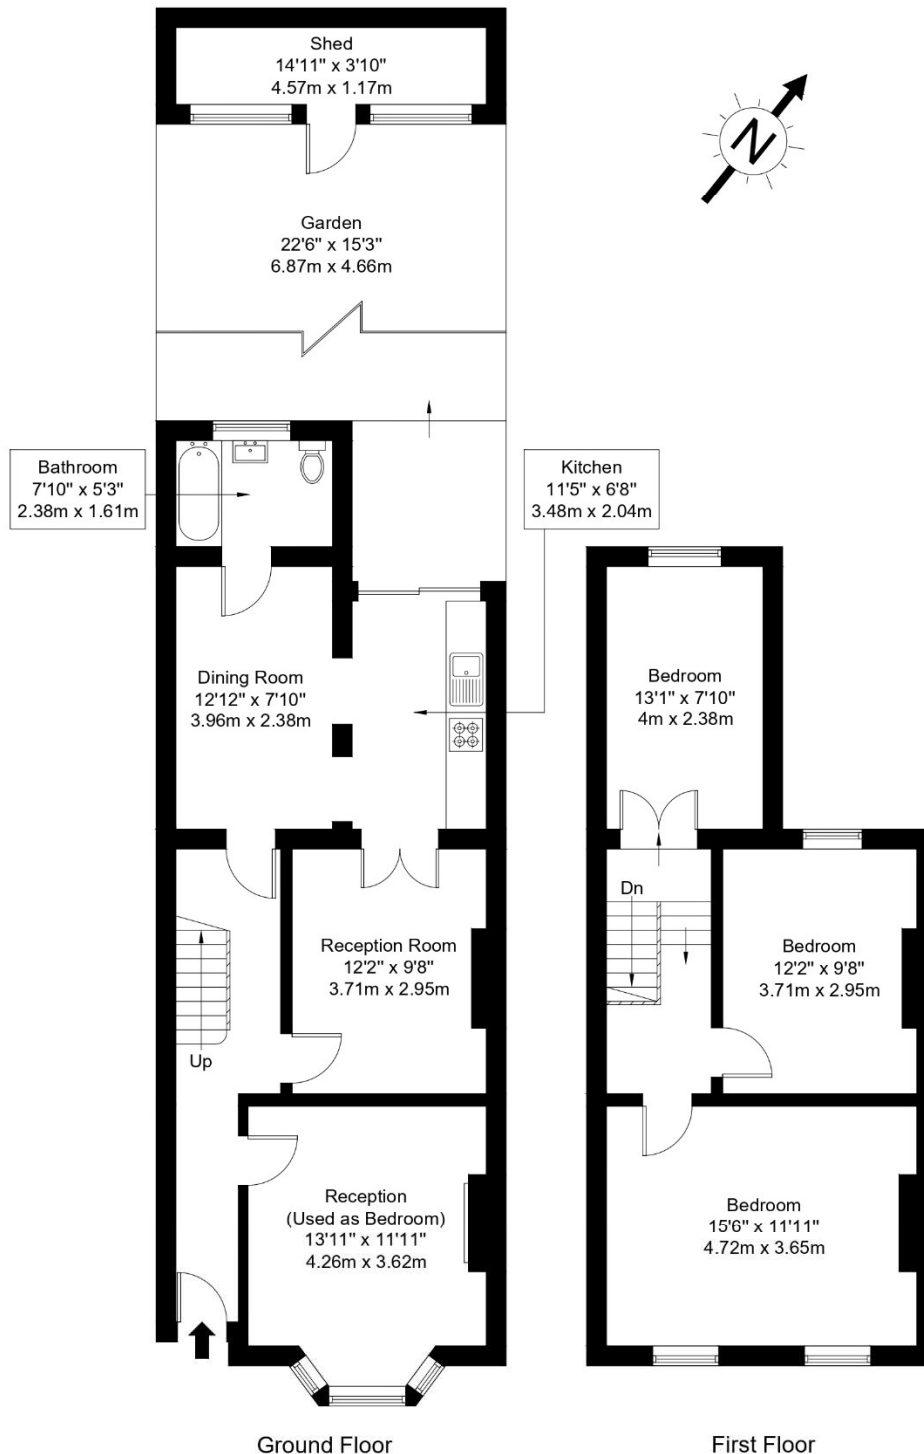 Shed
14'11" x 3'10"
4.57m x 1.17m
N
Garden
22'6" x 15'3"
6.87m x 4.66m
Bathroom
7'10" x 5'3"
2.38m x 1.61m
Kitchen
11'5" x 6'8"
3.48m x 2.04m
Dining Room
12'12" x 7'10"
3.96m x 2.38m
Reception Room
12'2" x 9'8"
3.71m x 2.95m
Up
Reception
(Used as Bedroom)
13'11" x 11'11"
4.26m x 3.62m
Ground Floor
Bedroom
13'1" x 7'10"
4m x 2.38m
Dn
Bedroom
12'2" x 9'8"
3.71m x 2.95m
Bedroom
15'6" x 11'11"
4.72m x 3.65m
First Floor